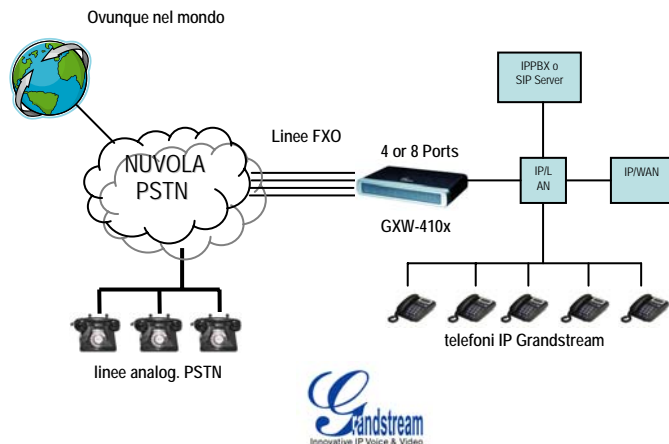 Ovunque nel mondo
IPPBX o
SIP Server
Linee FXO
4 or 8 Ports
NUVOLA
PSTN
IP/L
AN
IP/WAN
GXW-410x
telefoni IP Grandstream
linee analog. PSTN
Grandstream
Innovative IP Voice & Video